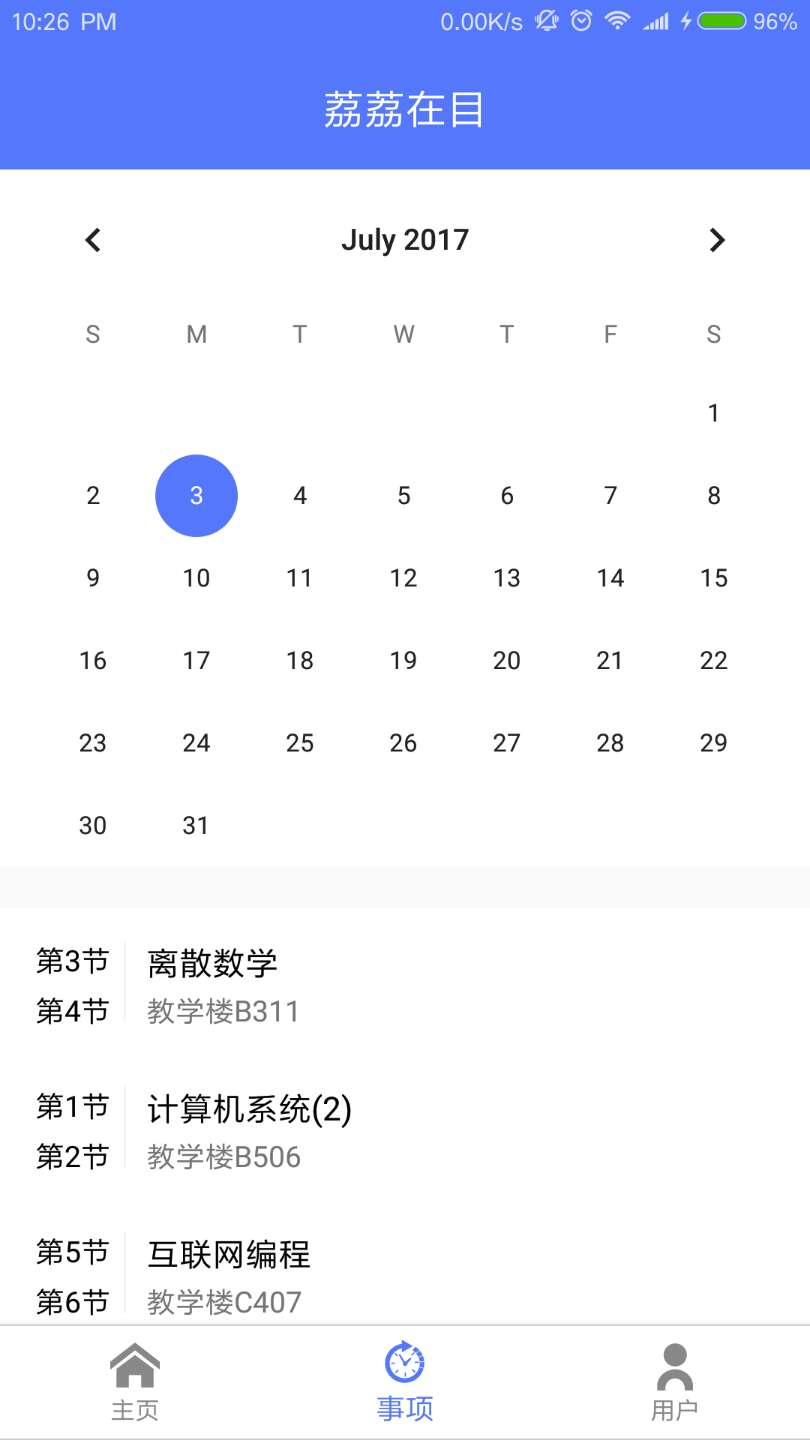 10:26 PM 0.00K/s 96%
荔荔在目
July 2017
S M T W T F S
1
2 3 4 5 6 7 8
9 10 11 12 13 14 15
16 17 18 19 20 21 22
23 24 25 26 27 28 29
30 31
第3节 离散数学
第4节 教学楼B311
第1节 计算机系统(2)
第2节 教学楼B506
第5节 互联网编程
第6节 教学楼C407
主页 事项 用户